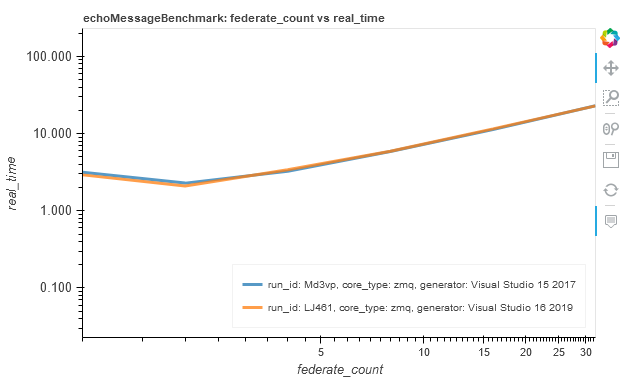 echoMessageBenchmark: federate_count vs real_time
100.000
10.000
1.000
0.100
real_time
run_id: Md3vp, core_type: zmq, generator: Visual Studio 15 2017
run_id: LJ461, core_type: zmq, generator: Visual Studio 16 2019
5 10 15 20 25 30
federate_count